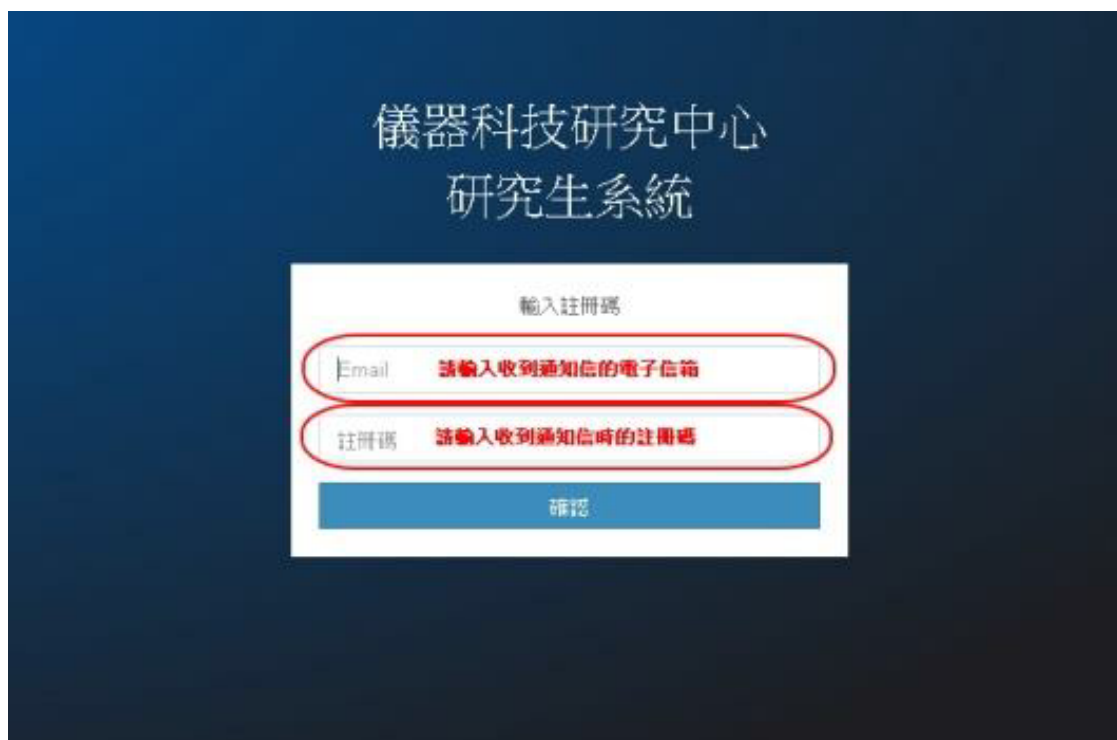 儀器科技研究中心
研究生系統
輸入註冊碼
Email 請輸入收到通知信的電子信箱
註冊碼 請輸入收到通知信時的註冊碼
確認